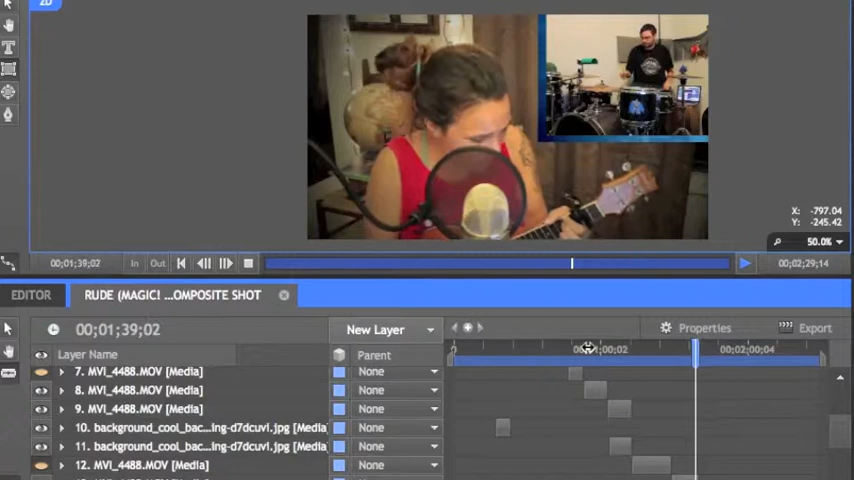 2D
X: -797.04
Y: -245.42
50.0%
00;01;39;02 In Out 00;02;29;14
EDITOR RUDE (MAGIC! ...OMPOSITE SHOT
00;01;39;02 New Layer Properties Export
Layer Name Parent 00;02;00;04
7. MVI_4488.MOV [Media] None
8. MVI_4488.MOV [Media] None
9. MVI_4488.MOV [Media] None
10. background_cool_bac...ing-d7dcuvi.jpg [Media] None
11. background_cool_bac...ing-d7dcuvi.jpg [Media] None
12. MVI_4488.MOV [Media] None